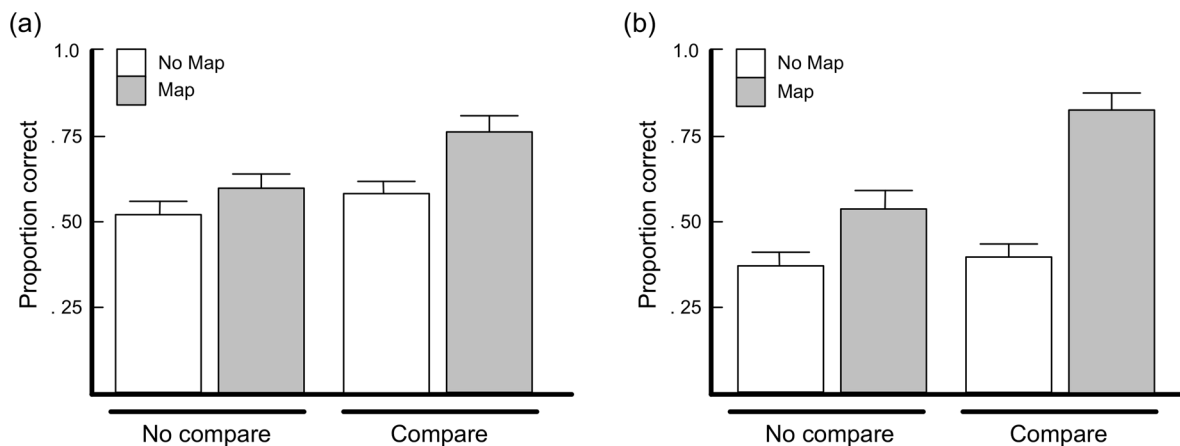 (a)
1.0
No Map
Map
. 75
. 50
. 25
Proportion correct
No compare
Compare
(b)
1.0
No Map
Map
. 75
. 50
. 25
Proportion correct
No compare
Compare